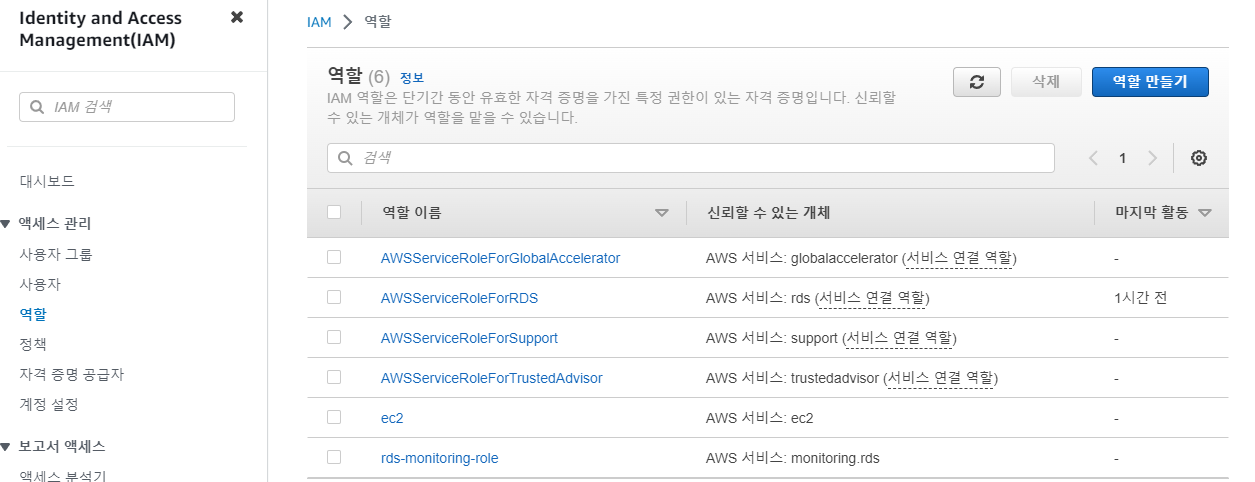 Identity and Access
Management(IAM)
IAM 검색
대시보드
액세스 관리
사용자 그룹
사용자
역할
정책
자격 증명 공급자
계정 설정
보고서 액세스
액세스 분석기
IAM > 역할
역할 (6) 정보
IAM 역할은 단기간 동안 유효한 자격 증명을 가진 특정 권한이 있는 자격 증명입니다. 신뢰할
수 있는 개체가 역할을 맡을 수 있습니다.
삭제
역할 만들기
검색
1
역할 이름 신뢰할 수 있는 개체 마지막 활동
AWSServiceRoleForGlobalAccelerator AWS 서비스: globalaccelerator (서비스 연결 역할) -
AWSServiceRoleForRDS AWS 서비스: rds (서비스 연결 역할) 1시간 전
AWSServiceRoleForSupport AWS 서비스: support (서비스 연결 역할) -
AWSServiceRoleForTrustedAdvisor AWS 서비스: trustedadvisor (서비스 연결 역할) -
ec2 AWS 서비스: ec2 -
rds-monitoring-role AWS 서비스: monitoring.rds -